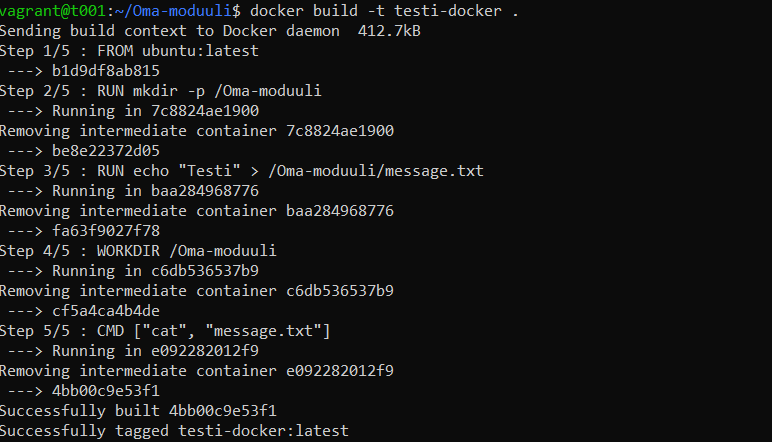 vagrant@t001:~/Oma-moduuli$ docker build -t testi-docker .
Sending build context to Docker daemon  412.7kB
Step 1/5 : FROM ubuntu:latest
 ---> b1d9df8ab815
Step 2/5 : RUN mkdir -p /Oma-moduuli
 ---> Running in 7c8824ae1900
Removing intermediate container 7c8824ae1900
 ---> be8e22372d05
Step 3/5 : RUN echo "Testi" > /Oma-moduuli/message.txt
 ---> Running in baa284968776
Removing intermediate container baa284968776
 ---> fa63f9027f78
Step 4/5 : WORKDIR /Oma-moduuli
 ---> Running in c6db536537b9
Removing intermediate container c6db536537b9
 ---> cf5a4ca4b4de
Step 5/5 : CMD ["cat", "message.txt"]
 ---> Running in e092282012f9
Removing intermediate container e092282012f9
 ---> 4bb00c9e53f1
Successfully built 4bb00c9e53f1
Successfully tagged testi-docker:latest